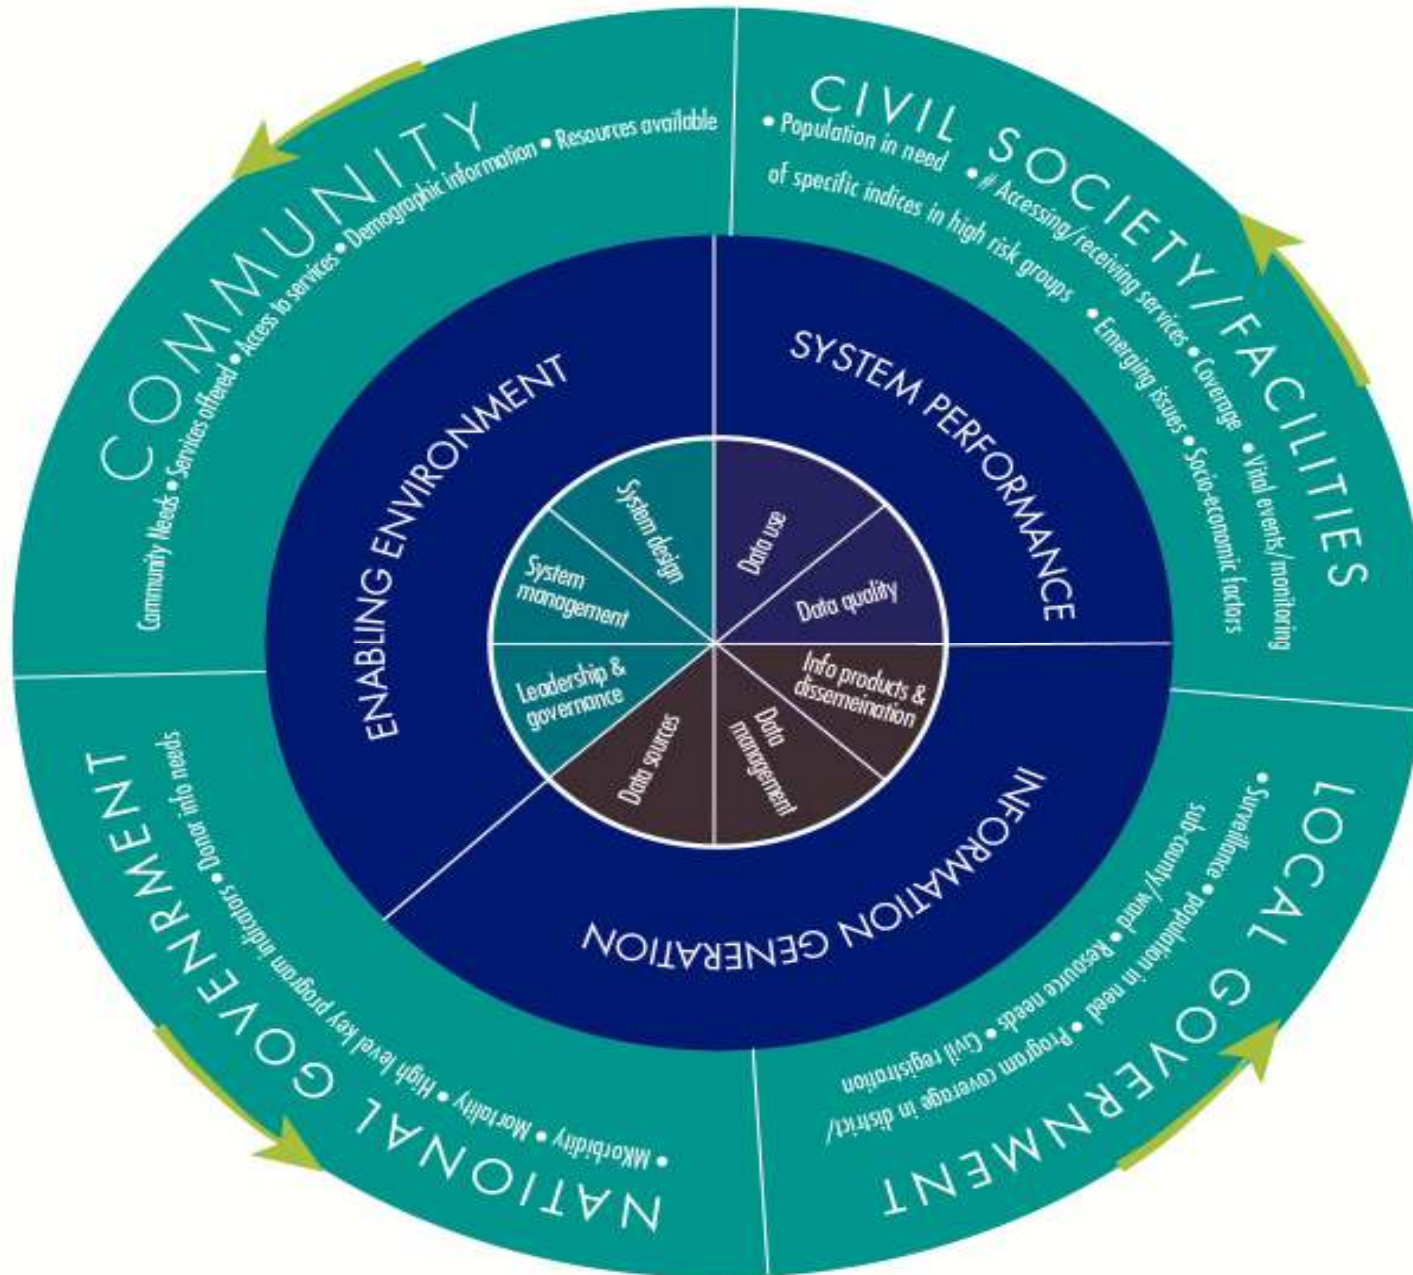 COMMUNITY
Community Needs • Services offered • Access to services • Demographic information • Resources available
CIVIL SOCIETY/FACILITIES
• Population in need • # Accessing/receiving services • Coverage • Vital events/monitoring
of specific indices in high risk groups • Emerging issues • Socio-economic factors
LOCAL GOVERNMENT
• Surveillance • population in need • Program coverage in district/
sub-county/ward • Resource needs • Civil registration
NATIONAL GOVENRMENT
• MKorbidity • Mortality • High level key program indicators • Donor info needs
ENABLING ENVIRONMENT
SYSTEM PERFORMANCE
INFORMATION GENERATION
System design
System
management
Leadership &
governance
Data use
Data quality
Info products &
dissemeination
Data
management
Data sources